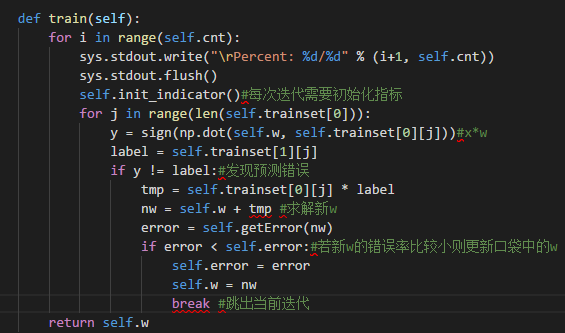 def train(self):
    for i in range(self.cnt):
        sys.stdout.write("\rPercent: %d/%d" % (i+1, self.cnt))
        sys.stdout.flush()
        self.init_indicator()#每次迭代需要初始化指标
        for j in range(len(self.trainset[0])):
            y = sign(np.dot(self.w, self.trainset[0][j]))#x*w
            label = self.trainset[1][j]
            if y != label:#发现预测错误
                tmp = self.trainset[0][j] * label
                nw = self.w + tmp #求解新w
                error = self.getError(nw)
                if error < self.error:#若新w的错误率比较小则更新口袋中的w
                    self.error = error
                    self.w = nw
                    break #跳出当前迭代
    return self.w